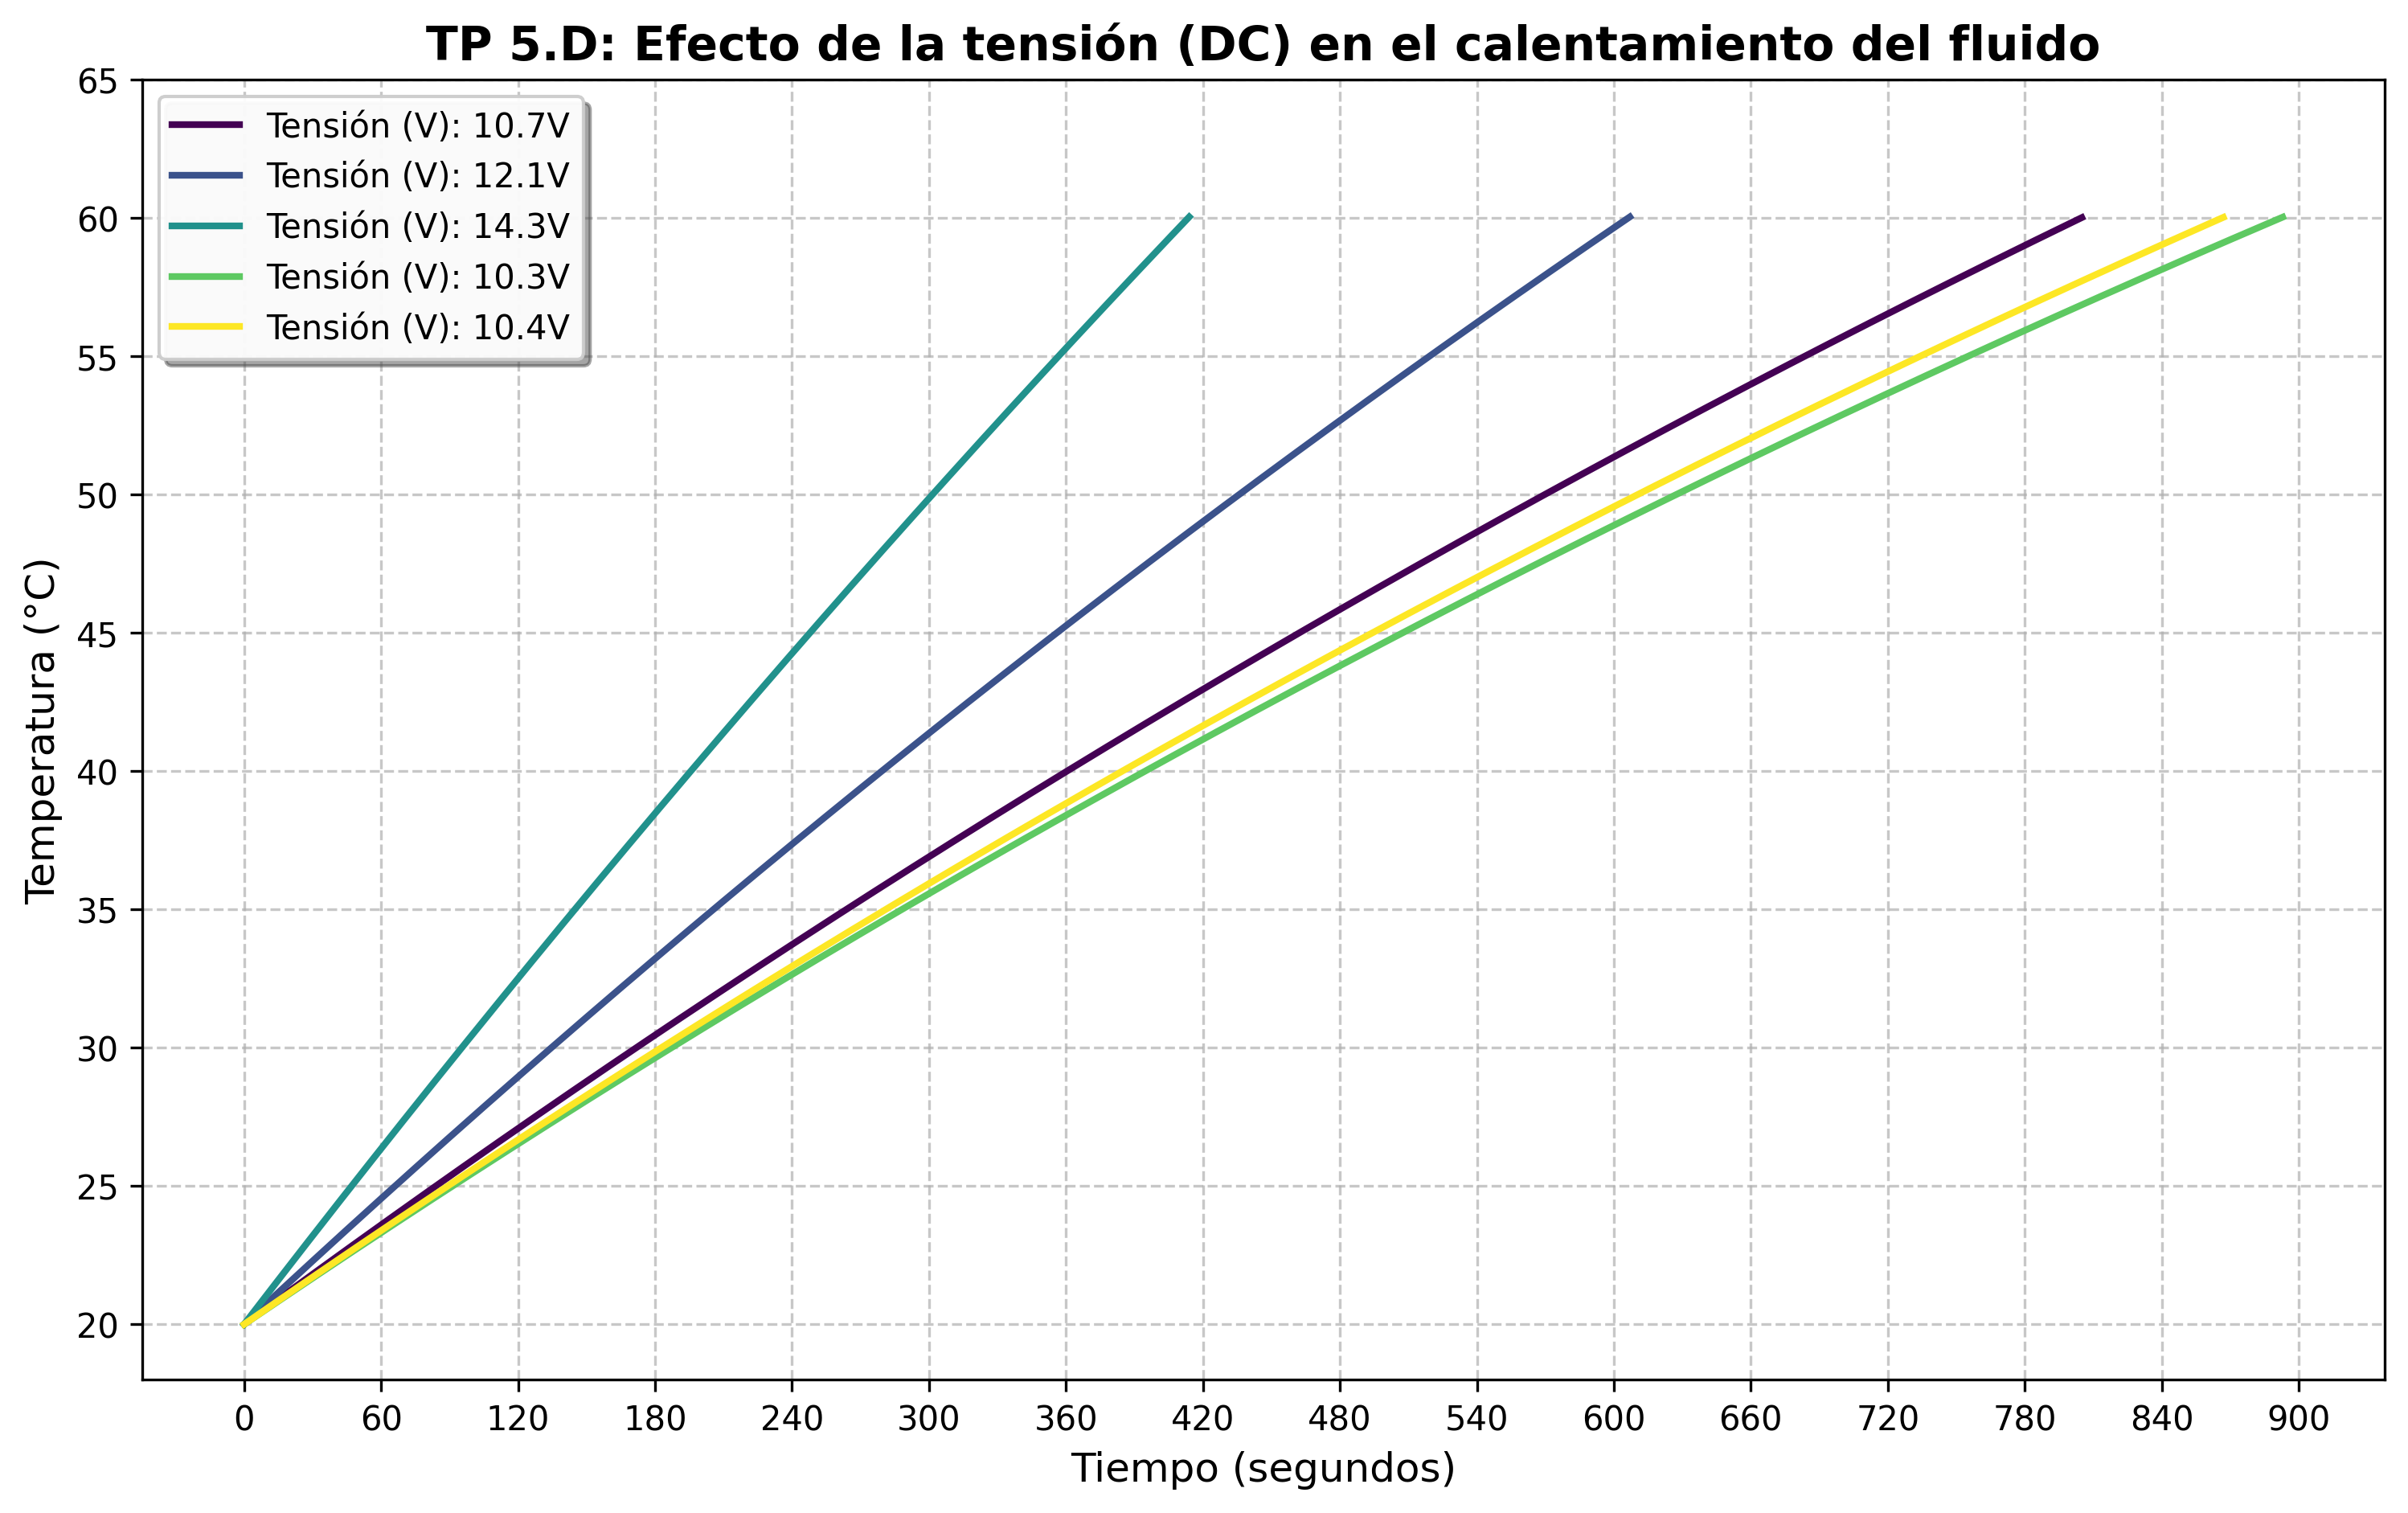 TP 5.D: Efecto de la tensión (DC) en el calentamiento del fluido
65
60
55
50
45
40
35
30
25
20
Temperatura (°C)
Tensión (V): 10.7V
Tensión (V): 12.1V
Tensión (V): 14.3V
Tensión (V): 10.3V
Tensión (V): 10.4V
0 60 120 180 240 300 360 420 480 540 600 660 720 780 840 900
Tiempo (segundos)